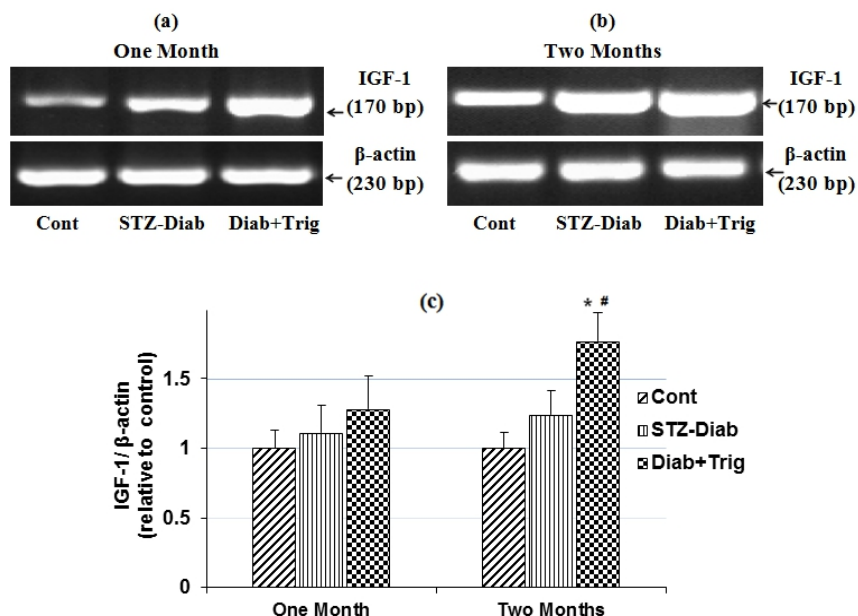 (a)
One Month
IGF-1
(170 bp)
β-actin
(230 bp)
Cont STZ-Diab Diab+Trig
(b)
Two Months
IGF-1
(170 bp)
β-actin
(230 bp)
Cont STZ-Diab Diab+Trig
(c)
* #
IGF-1/ β-actin
(relative to control)
1.5
1
0.5
0
One Month Two Months
Cont
STZ-Diab
Diab+Trig